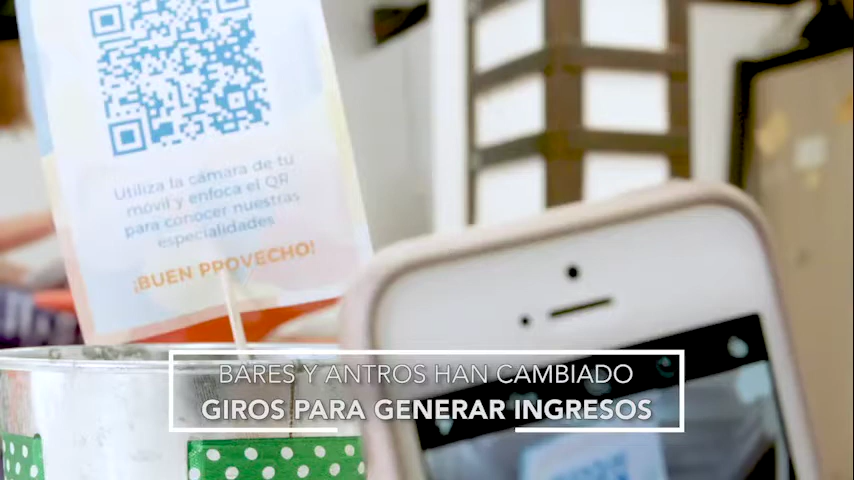 Utiliza la cámara de tu
móvil y enfoca el QR
para conocer nuestras
especialidades
¡BUEN PROVECHO!
BARES Y ANTROS HAN CAMBIADO
GIROS PARA GENERAR INGRESOS